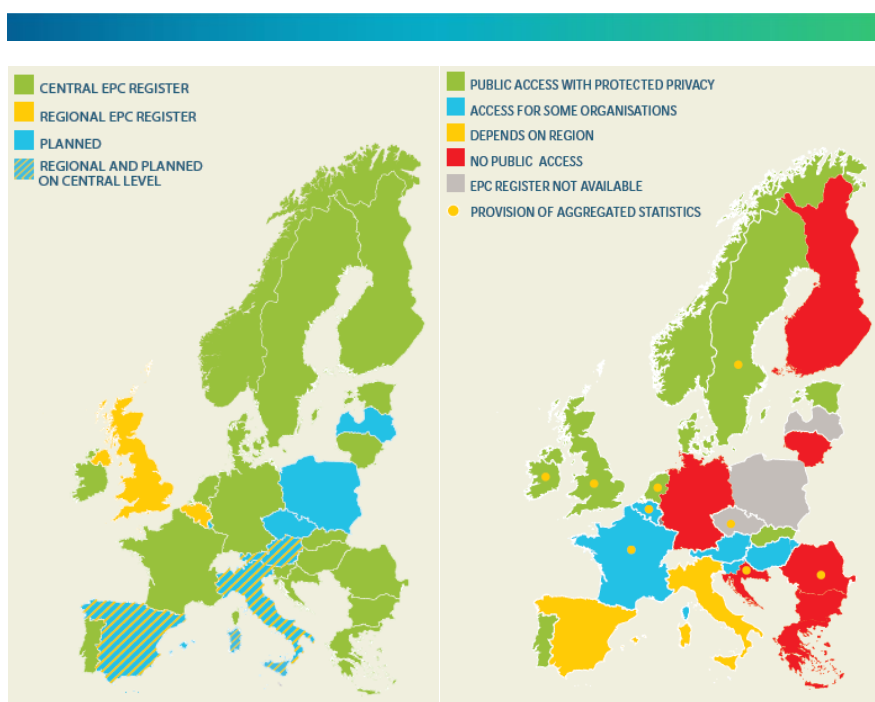 CENTRAL EPC REGISTER
REGIONAL EPC REGISTER
PLANNED
REGIONAL AND PLANNED
ON CENTRAL LEVEL
PUBLIC ACCESS WITH PROTECTED PRIVACY
ACCESS FOR SOME ORGANISATIONS
DEPENDS ON REGION
NO PUBLIC ACCESS
EPC REGISTER NOT AVAILABLE
PROVISION OF AGGREGATED STATISTICS